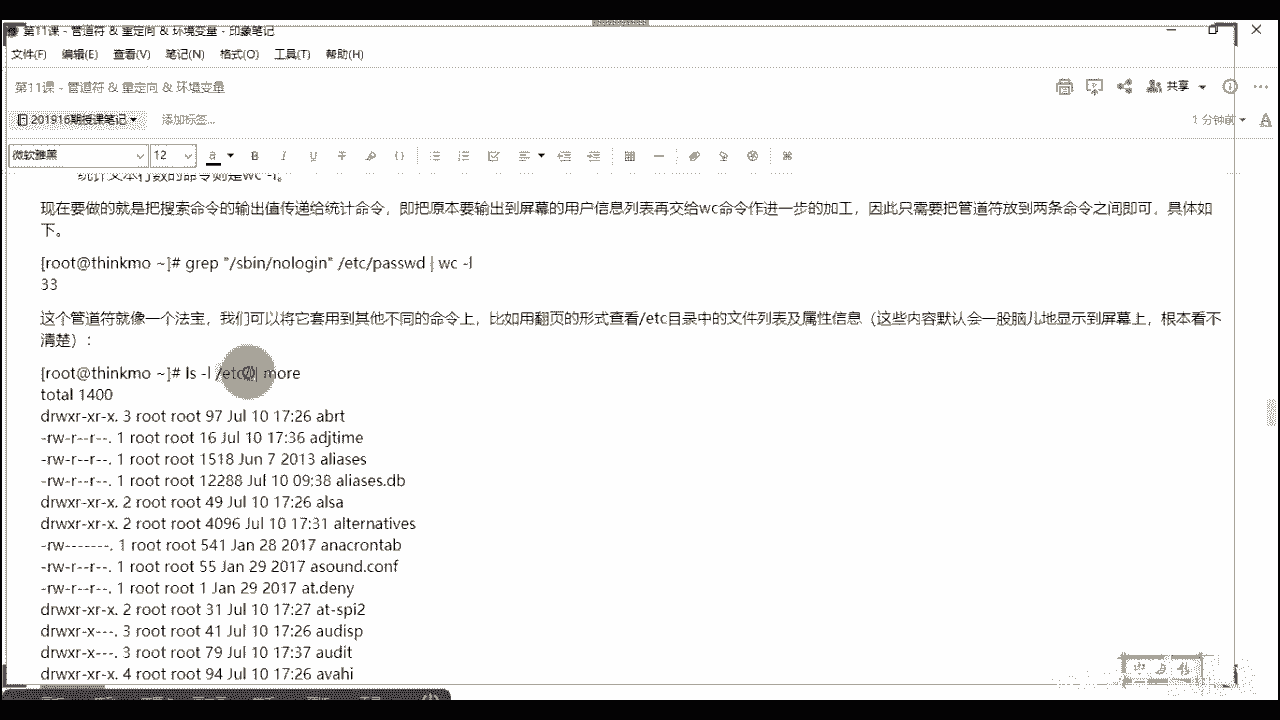 第11课 - 管道符 & 重定向 & 环境变量 - 印象笔记
文件(F) 编辑(E) 查看(V) 笔记(N) 格式(O) 工具(T) 帮助(H)
第11课 - 管道符 & 重定向 & 环境变量
共享
201916期授课笔记
添加标签...
1 分钟前
微软雅黑 12
统计文本行数的命令则是wc -l。
现在要做的就是把搜索命令的输出值传递给统计命令，即把原本要输出到屏幕的用户信息列表再交给wc命令作进一步的加工，因此只需要把管道符放到两条命令之间即可，具体如
下。
[root@thinkmo ~]# grep "/sbin/nologin" /etc/passwd | wc -l
33
这个管道符就像一个法宝，我们可以将它套用到其他不同的命令上，比如用翻页的形式查看/etc目录中的文件列表及属性信息（这些内容默认会一股脑儿地显示到屏幕上，根本看不
清楚）：
[root@thinkmo ~]# ls -l /etc/ | more
total 1400
drwxr-xr-x. 3 root root 97 Jul 10 17:26 abrt
-rw-r--r--. 1 root root 16 Jul 10 17:36 adjtime
-rw-r--r--. 1 root root 1518 Jun 7 2013 aliases
-rw-r--r--. 1 root root 12288 Jul 10 09:38 aliases.db
drwxr-xr-x. 2 root root 49 Jul 10 17:26 alsa
drwxr-xr-x. 2 root root 4096 Jul 10 17:31 alternatives
-rw-------. 1 root root 541 Jan 28 2017 anacrontab
-rw-r--r--. 1 root root 55 Jan 29 2017 asound.conf
-rw-r--r--. 1 root root 1 Jan 29 2017 at.deny
drwxr-xr-x. 2 root root 31 Jul 10 17:27 at-spi2
drwxr-x---. 3 root root 41 Jul 10 17:26 audisp
drwxr-x---. 3 root root 79 Jul 10 17:37 audit
drwxr-xr-x. 4 root root 94 Jul 10 17:26 avahi